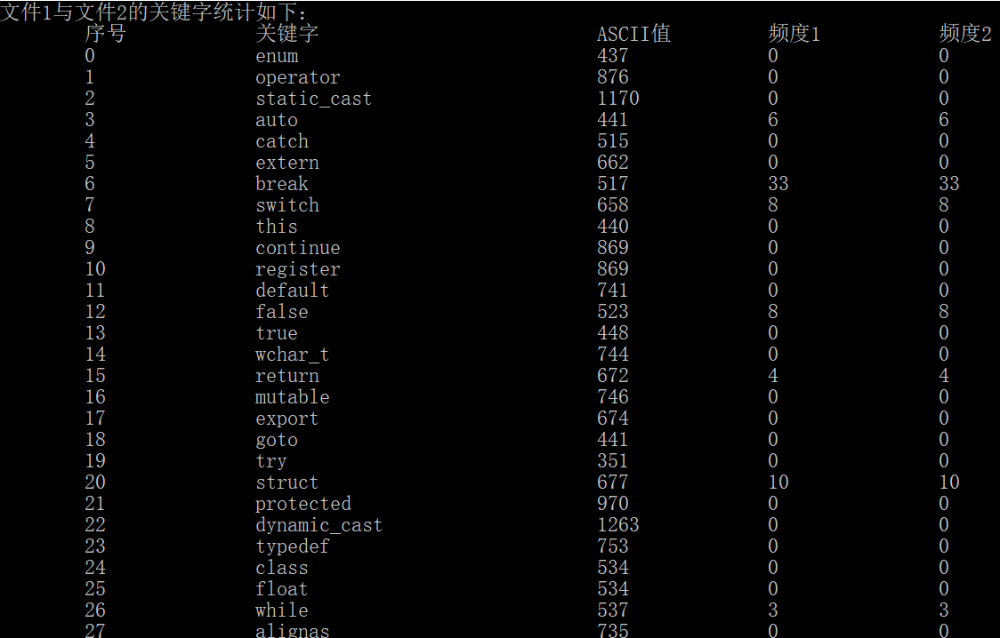 文件1与文件2的关键字统计如下：
序号 关键字 ASCII值 频度1 频度2
0 enum 437 0 0
1 operator 876 0 0
2 static_cast 1170 0 0
3 auto 441 6 6
4 catch 515 0 0
5 extern 662 0 0
6 break 517 33 33
7 switch 658 8 8
8 this 440 0 0
9 continue 869 0 0
10 register 869 0 0
11 default 741 0 0
12 false 523 8 8
13 true 448 0 0
14 wchar_t 744 0 0
15 return 672 4 4
16 mutable 746 0 0
17 export 674 0 0
18 goto 441 0 0
19 try 351 0 0
20 struct 677 10 10
21 protected 970 0 0
22 dynamic_cast 1263 0 0
23 typedef 753 0 0
24 class 534 0 0
25 float 534 0 0
26 while 537 3 3
27 alignas 735 0 0